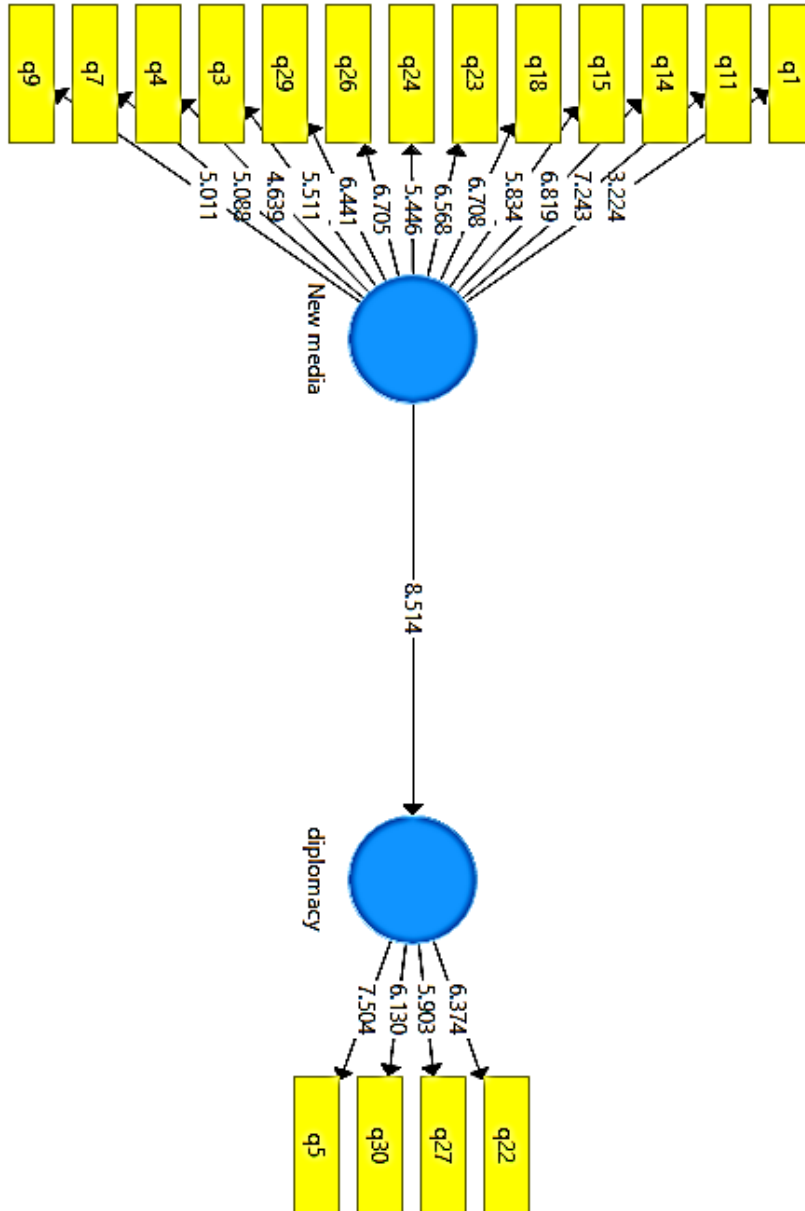 q1
q11
q14
q15
q18
q23
q24
q26
q29
q3
q4
q7
q9
3.224
7.243
6.819
5.834
6.708
6.568
5.446
6.705
6.441
5.511
4.639
5.089
5.011
New media
8.514
diplomacy
6.374
5.903
6.130
7.504
q22
q27
q30
q5